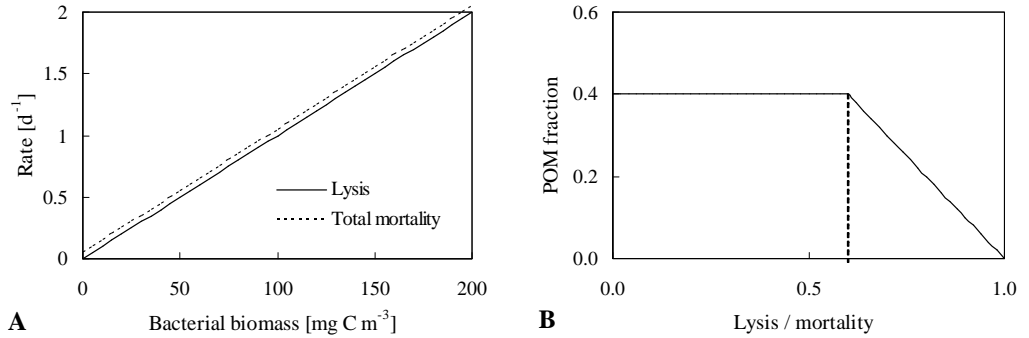 2
1.5
1
0.5
0
Rate [d⁻¹]
Lysis
Total mortality
0 50 100 150 200
A Bacterial biomass [mg C m⁻³]
0.6
0.4
0.2
0.0
POM fraction
0.0 0.5 1.0
B Lysis / mortality